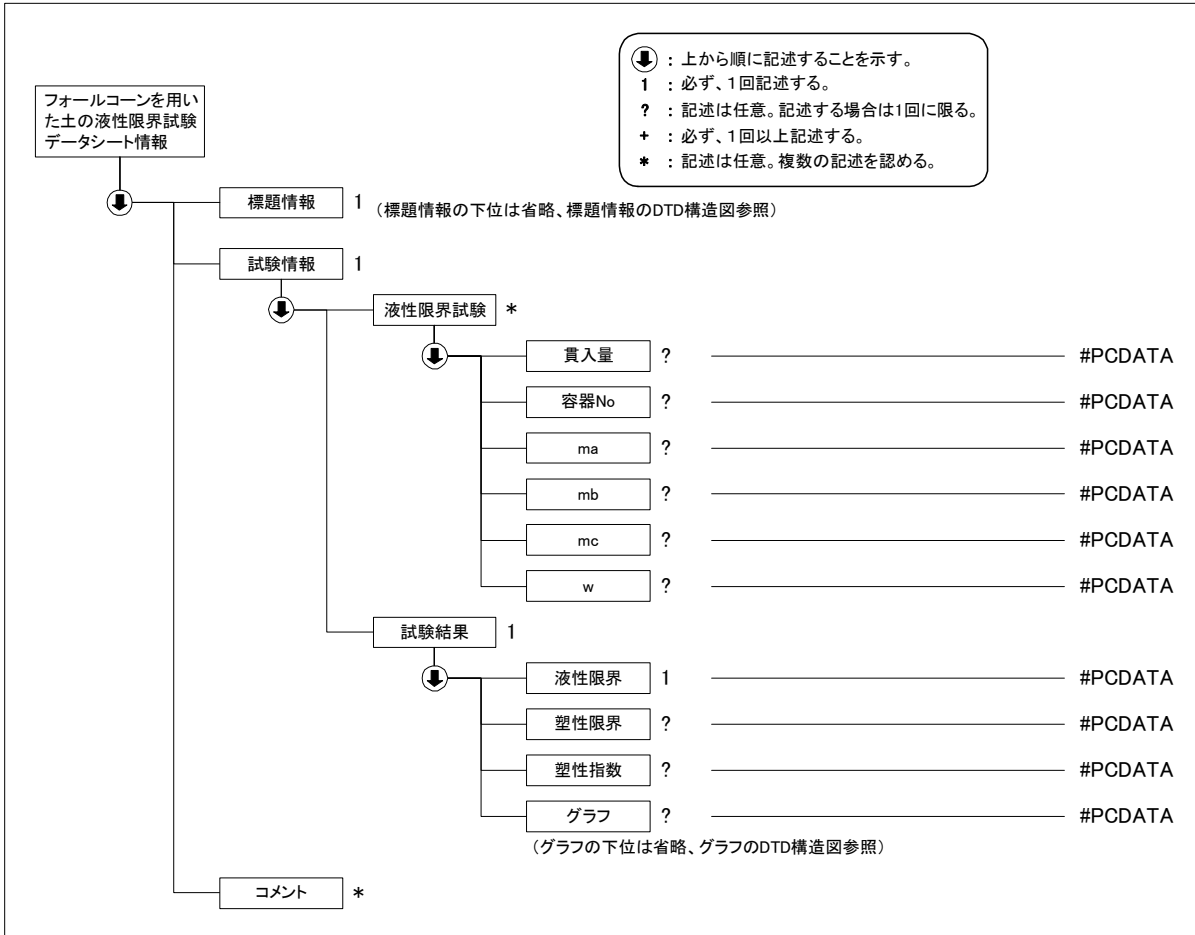 ：上から順に記述することを示す。
1 ：必ず、1回記述する。
? ：記述は任意。記述する場合は1回に限る。
+ ：必ず、1回以上記述する。
* ：記述は任意。複数の記述を認める。
フォールコーンを用い
た土の液性限界試験
データシート情報
標題情報 1 （標題情報の下位は省略、標題情報のDTD構造図参照）
試験情報 1
液性限界試験 *
貫入量 ? #PCDATA
容器No ? #PCDATA
ma ? #PCDATA
mb ? #PCDATA
mc ? #PCDATA
w ? #PCDATA
試験結果 1
液性限界 1 #PCDATA
塑性限界 ? #PCDATA
塑性指数 ? #PCDATA
グラフ ? #PCDATA
（グラフの下位は省略、グラフのDTD構造図参照）
コメント *